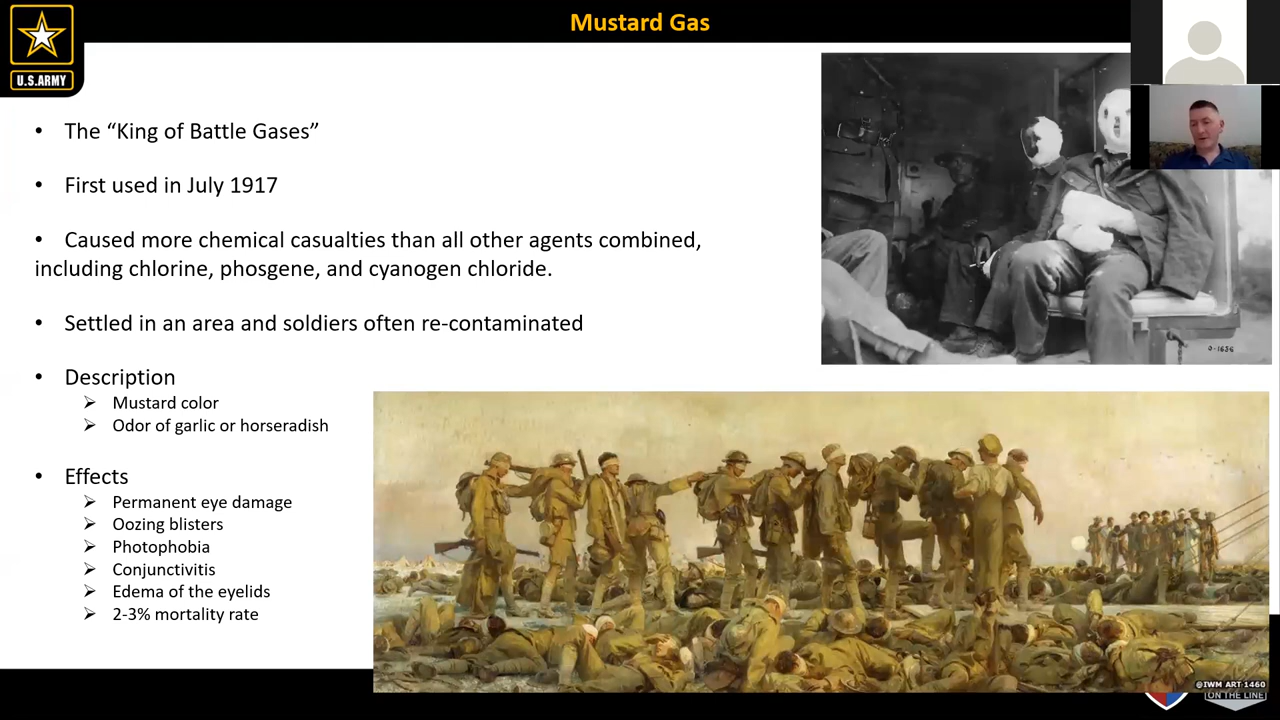 Mustard Gas
U.S.ARMY
• The “King of Battle Gases”
• First used in July 1917
• Caused more chemical casualties than all other agents combined,
including chlorine, phosgene, and cyanogen chloride.
• Settled in an area and soldiers often re-contaminated
• Description
➢ Mustard color
➢ Odor of garlic or horseradish
• Effects
➢ Permanent eye damage
➢ Oozing blisters
➢ Photophobia
➢ Conjunctivitis
➢ Edema of the eyelids
➢ 2-3% mortality rate
O-1656
@IWM ART 1460
ON THE LINE